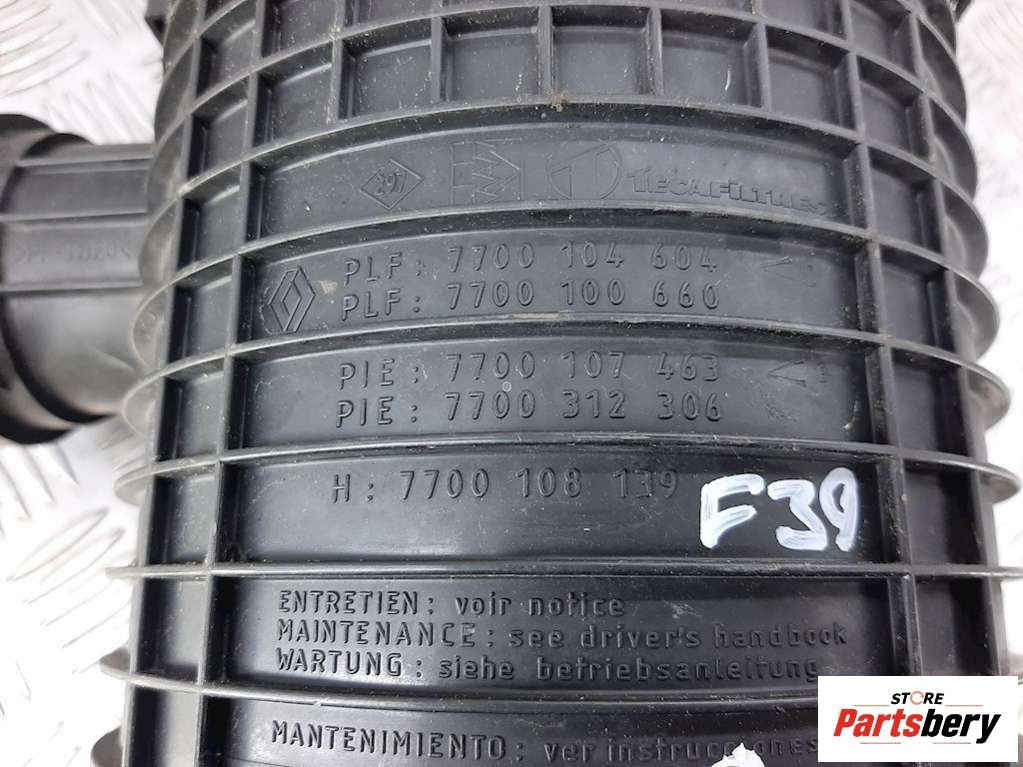 297
TECAFILTRES
PLF: 7700 104 604
PLF: 7700 100 660
PIE: 7700 107 463
PIE: 7700 312 306
H: 7700 108 139
F39
ENTRETIEN: voir notice
MAINTENANCE: see driver's handbook
WARTUNG: siehe betriebsanleitung
MANTENIMIENTO: ver instrucciones
STORE
Partsbery